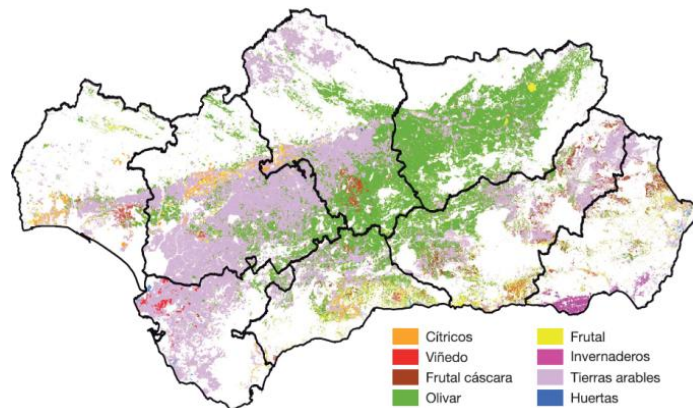 Cítricos
Viñedo
Frutal cáscara
Olivar
Frutal
Invernaderos
Tierras arables
Huertas